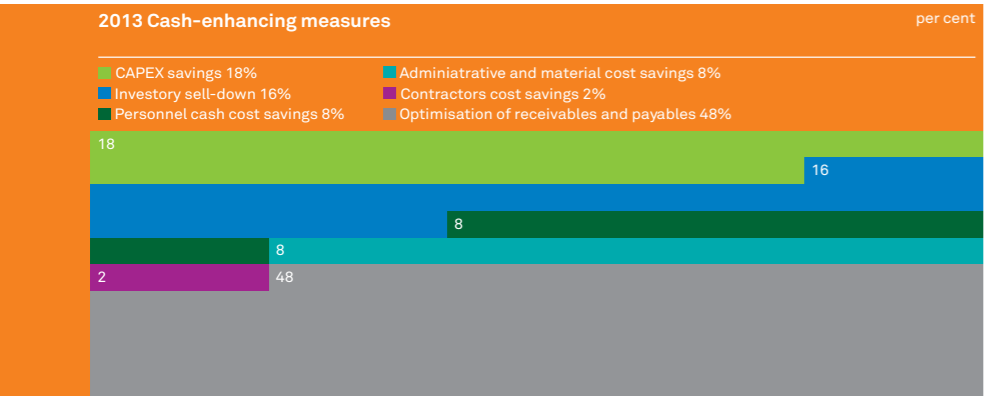 2013 Cash-enhancing measures
per cent
CAPEX savings 18%
Adminiatrative and material cost savings 8%
Investory sell-down 16%
Contractors cost savings 2%
Personnel cash cost savings 8%
Optimisation of receivables and payables 48%
18
16
8
8
2
48